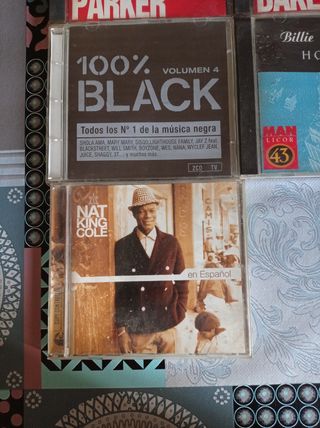 PARKER
100%
VOLUMEN 4
BLACK
Todos los Nº 1 de la música negra
SHOLA AMA, MARY MARY, SISQO, LIGHTHOUSE FAMILY, JAY Z feat.
BLACKSTREET, WILL SMITH, BOYZONE, WES, NANA, WYCLEF JEAN,
JUICE, SHAGGY, 3T... y muchos más.
2CD TV
Billie
HO
MAN
LICOR
43
NAT
KING
COLE
en Español